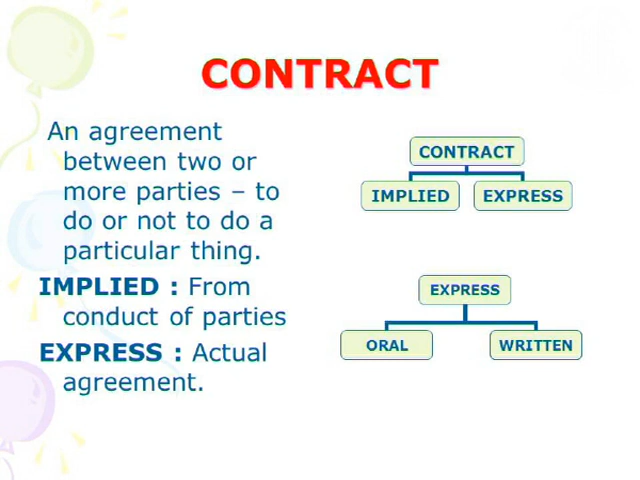 CONTRACT
An agreement
between two or
more parties – to
do or not to do a
particular thing.
IMPLIED : From
conduct of parties
EXPRESS : Actual
agreement.
CONTRACT
IMPLIED EXPRESS
EXPRESS
ORAL WRITTEN